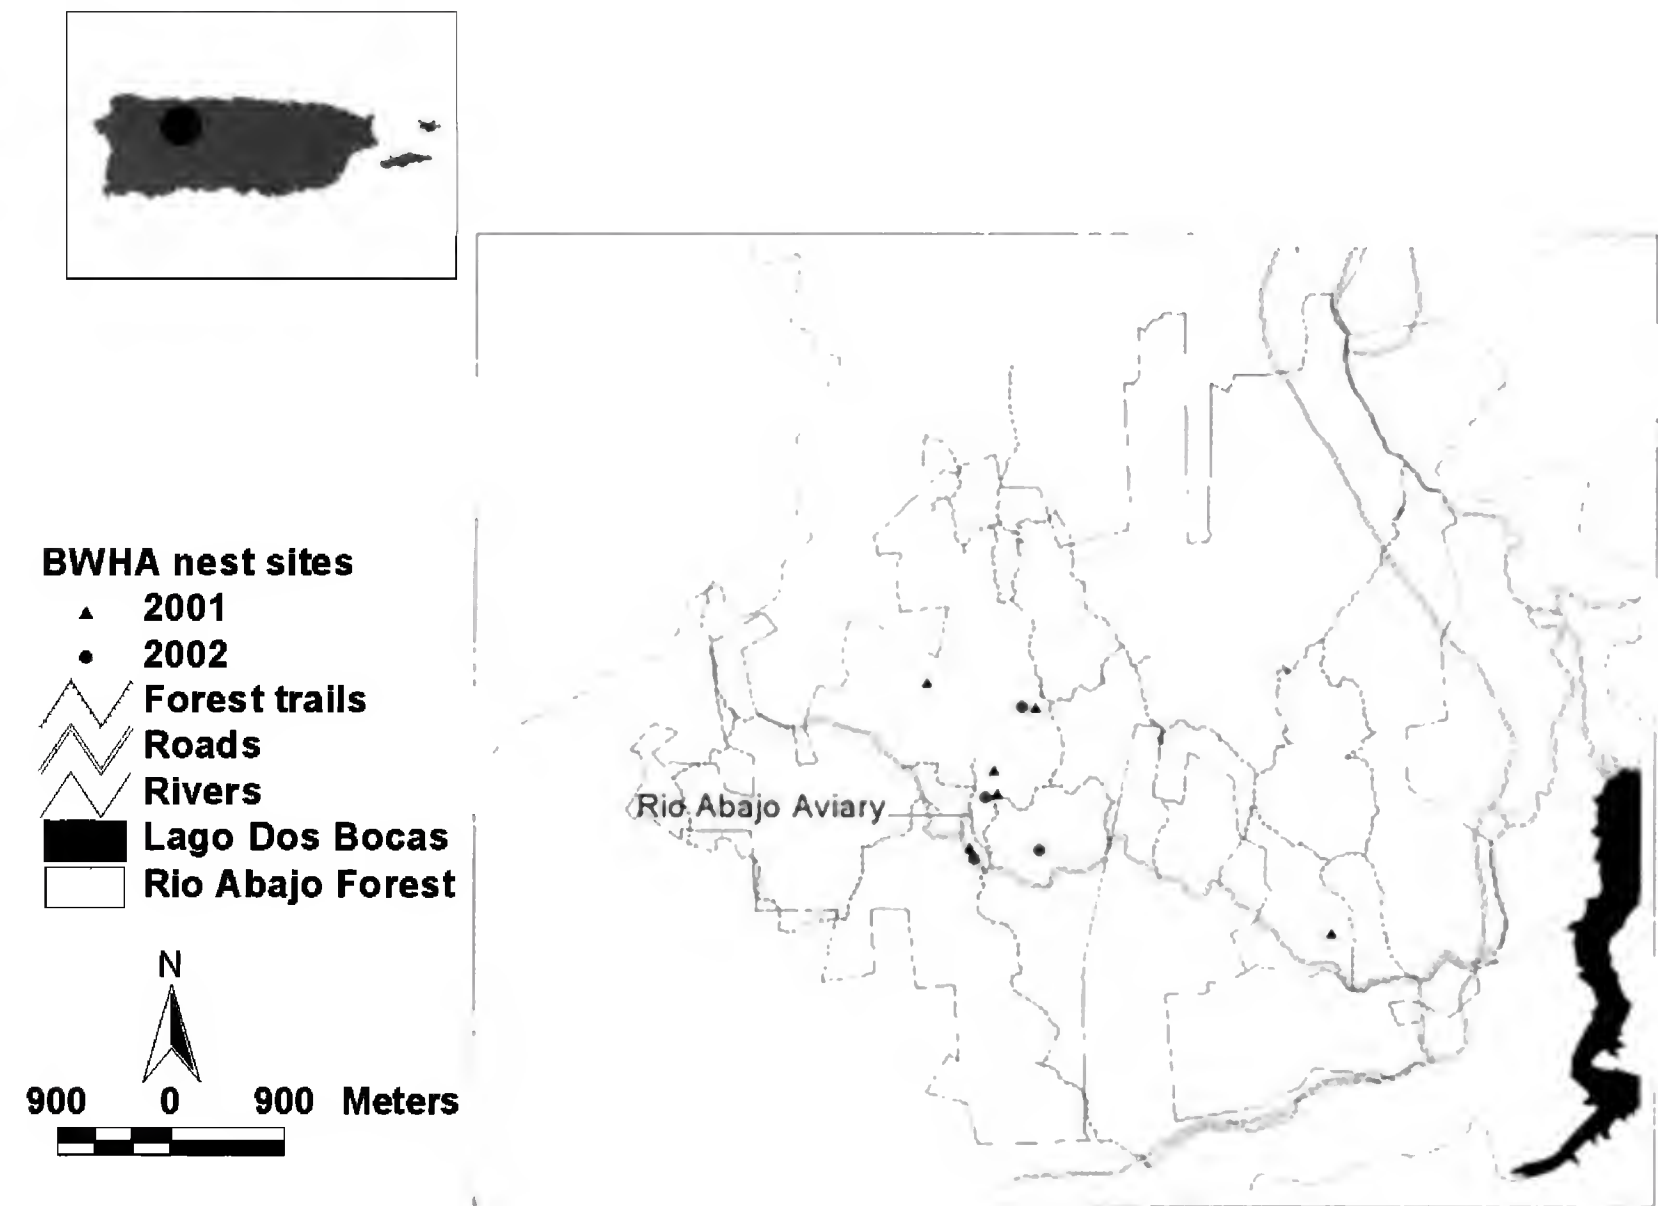 BWHA nest sites
2001
2002
Forest trails
Roads
Rivers
Lago Dos Bocas
Rio Abajo Forest
N
900 0 900 Meters
Rio Abajo Aviary